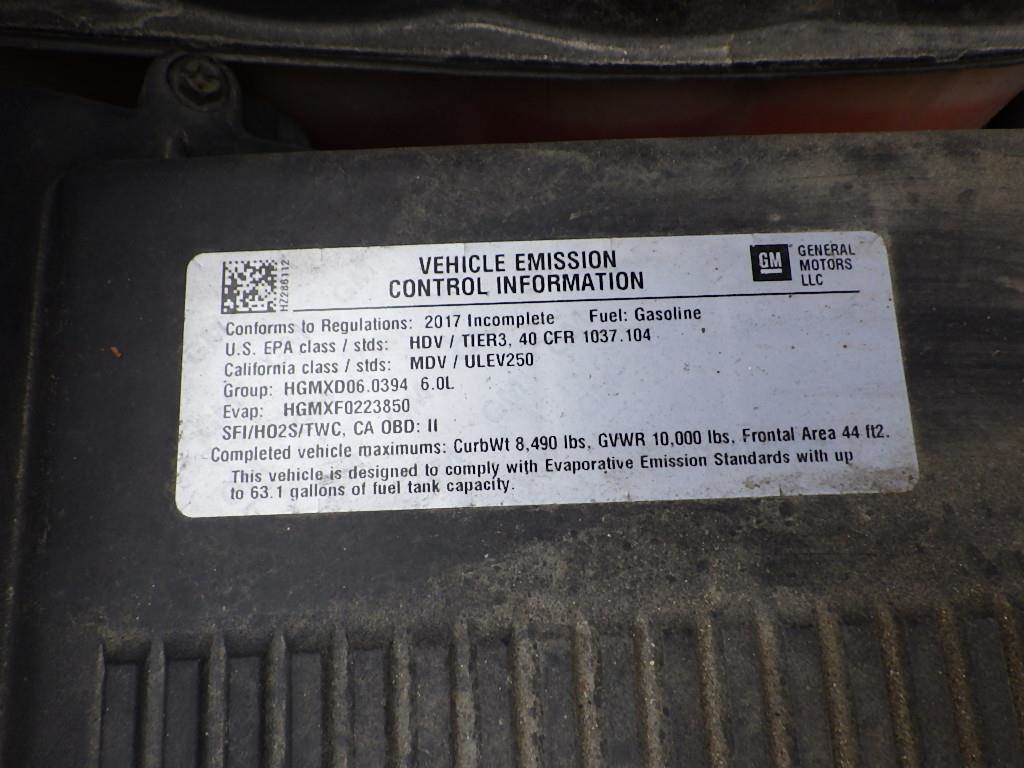 VEHICLE EMISSION
CONTROL INFORMATION
GM
GENERAL
MOTORS
LLC
HZ286112
Conforms to Regulations: 2017 Incomplete Fuel: Gasoline
U.S. EPA class / stds: HDV / TIER3, 40 CFR 1037.104
California class / stds: MDV / ULEV250
Group: HGMXD06.0394 6.0L
Evap: HGMXF0223850
SFI/HO2S/TWC, CA OBD: II
Completed vehicle maximums: CurbWt 8,490 lbs, GVWR 10,000 lbs, Frontal Area 44 ft2.
This vehicle is designed to comply with Evaporative Emission Standards with up
to 63.1 gallons of fuel tank capacity.